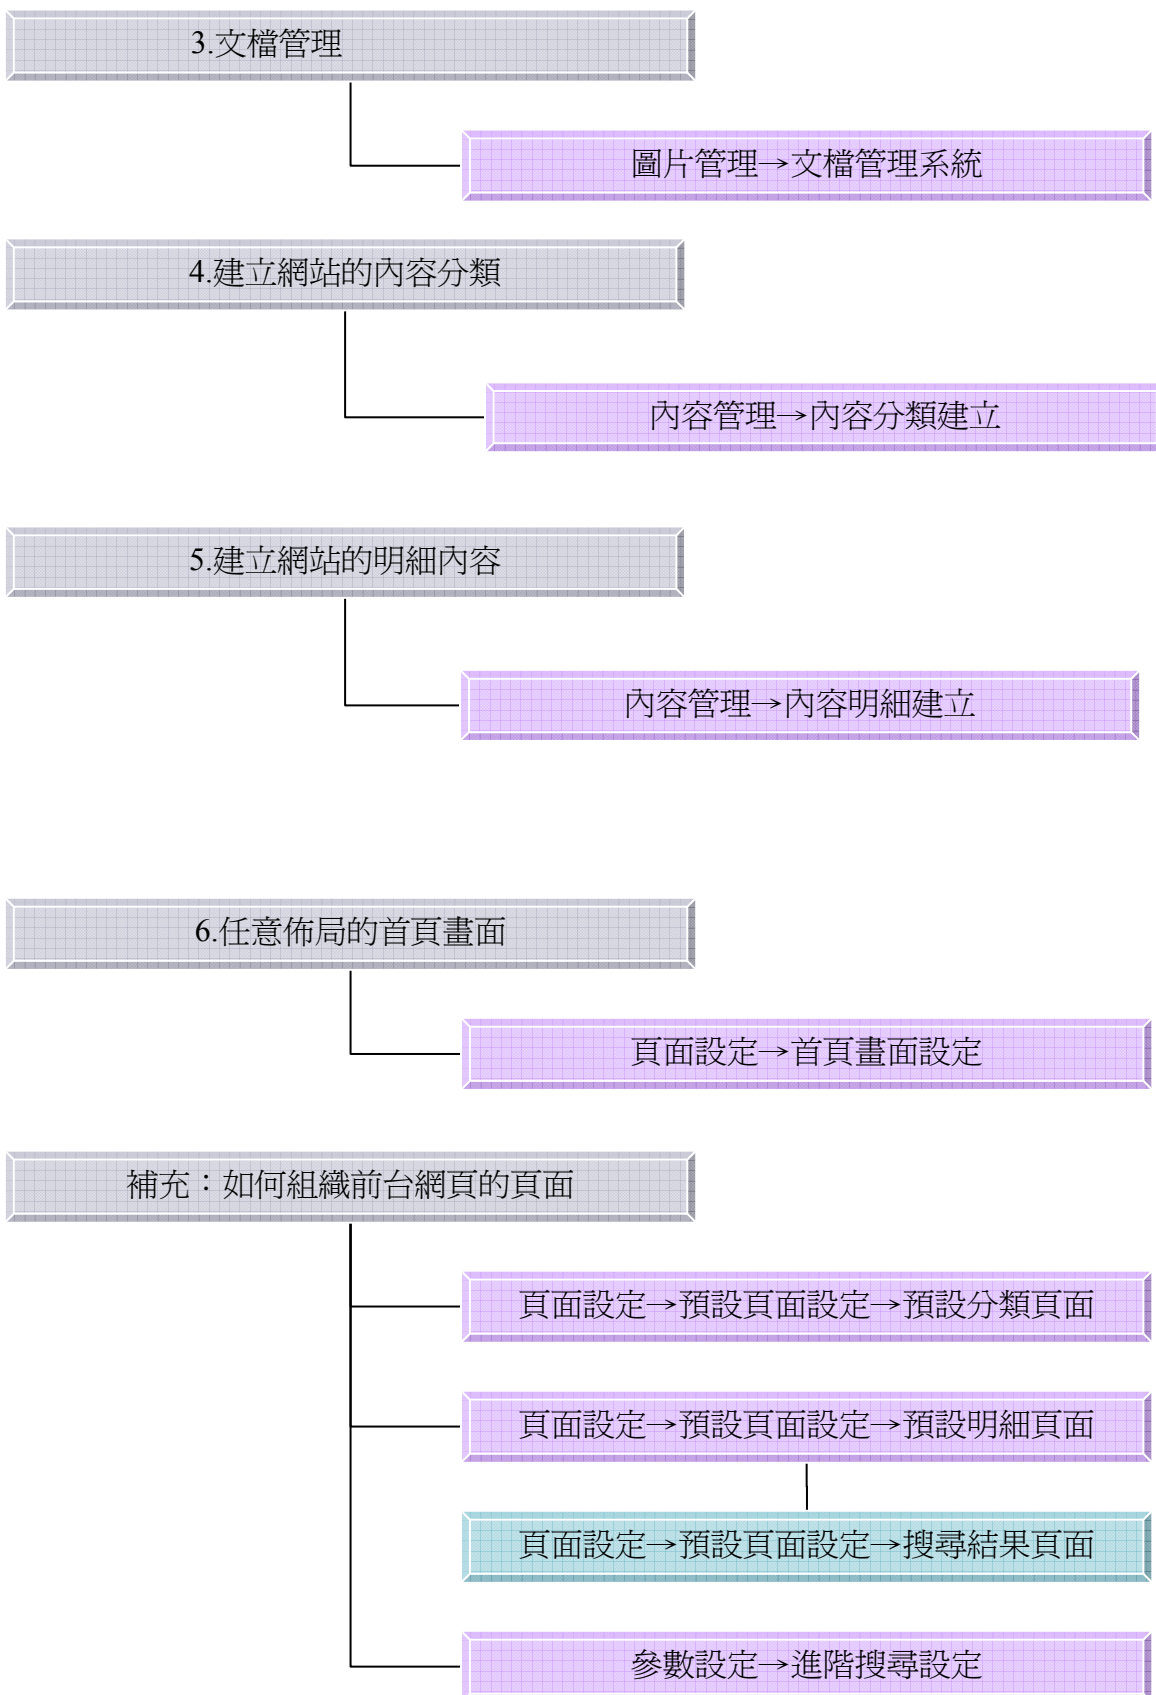 3.文檔管理
圖片管理→文檔管理系統
4.建立網站的內容分類
內容管理→內容分類建立
5.建立網站的明細內容
內容管理→內容明細建立
6.任意佈局的首頁畫面
頁面設定→首頁畫面設定
補充：如何組織前台網頁的頁面
頁面設定→預設頁面設定→預設分類頁面
頁面設定→預設頁面設定→預設明細頁面
頁面設定→預設頁面設定→搜尋結果頁面
參數設定→進階搜尋設定